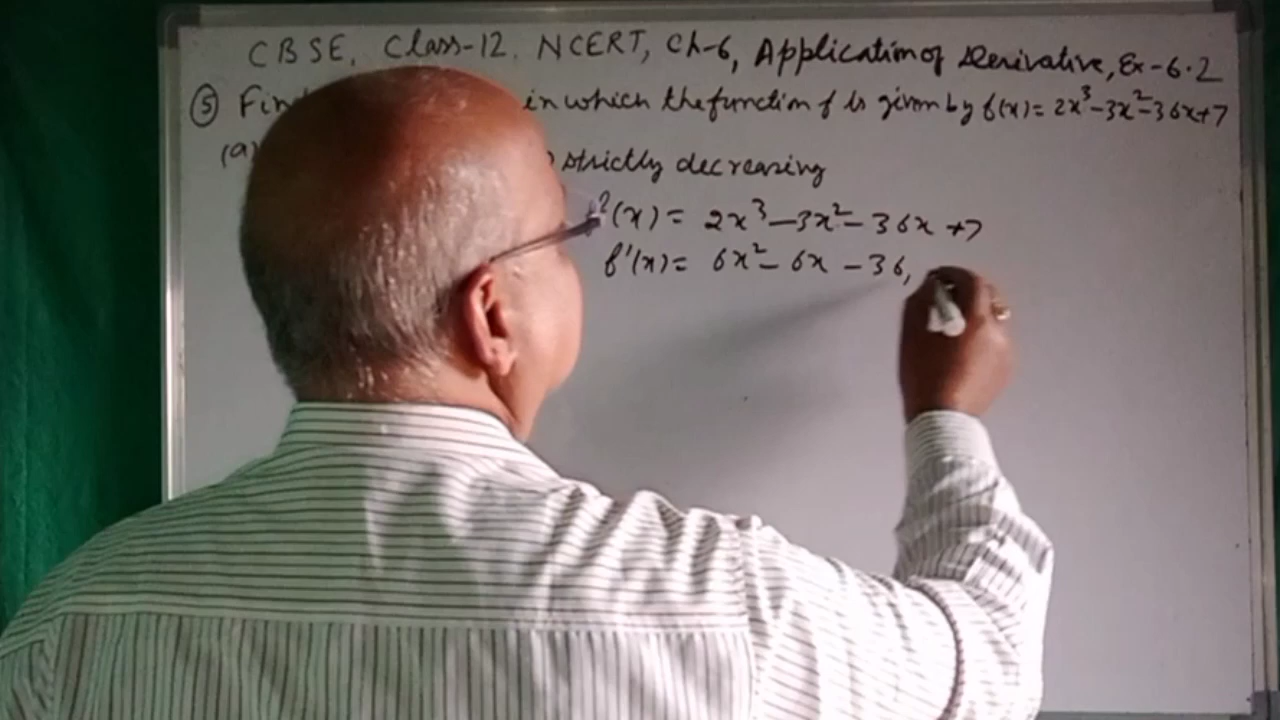 CBSE, Class-12, NCERT, Ch-6, Application of Derivative, Ex-6.2
⑤ Fin in which the function f is given by f(x) = 2x³-3x²-36x+7
(a) strictly decreasing
f(x) = 2x³-3x²-36x+7
f'(x) = 6x²-6x-36,